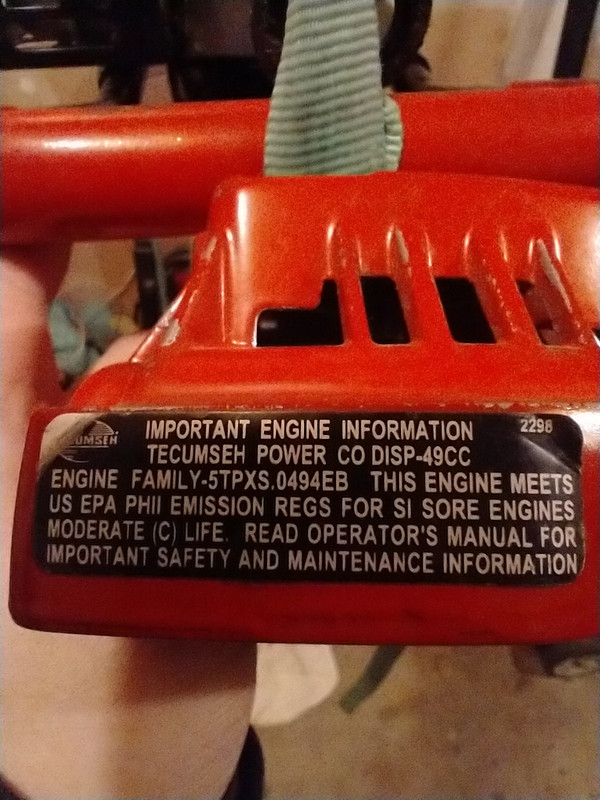 IMPORTANT ENGINE INFORMATION 2298
TECUMSEH POWER CO DISP-49CC
ENGINE FAMILY-5TPXS.0494EB THIS ENGINE MEETS
US EPA PHII EMISSION REGS FOR SI SORE ENGINES
MODERATE (C) LIFE. READ OPERATOR'S MANUAL FOR
IMPORTANT SAFETY AND MAINTENANCE INFORMATION